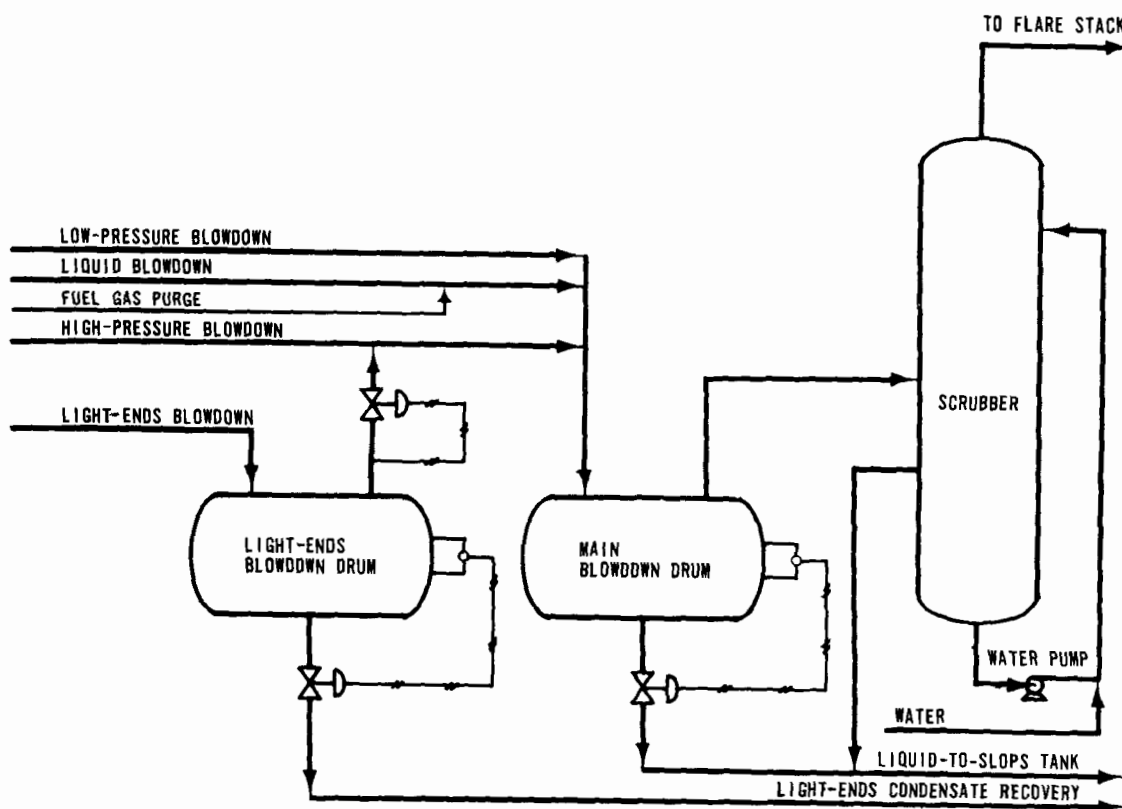 TO FLARE STACK
LOW-PRESSURE BLOWDOWN
LIQUID BLOWDOWN
FUEL GAS PURGE
HIGH-PRESSURE BLOWDOWN
LIGHT-ENDS BLOWDOWN
SCRUBBER
LIGHT-ENDS
BLOWDOWN DRUM
MAIN
BLOWDOWN DRUM
WATER PUMP
WATER
LIQUID-TO-SLOPS TANK
LIGHT-ENDS CONDENSATE RECOVERY